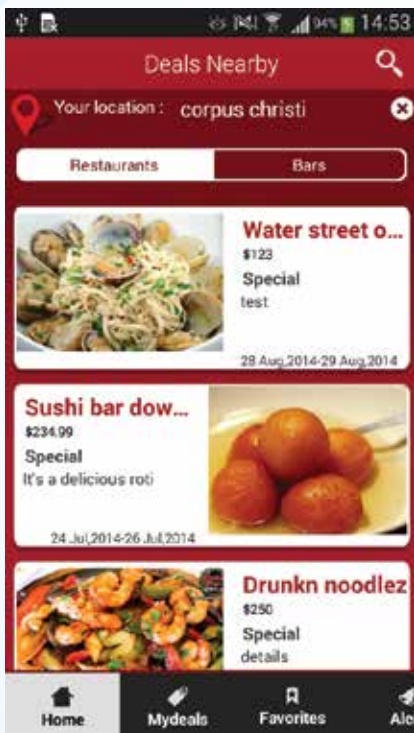 94% 14:53
Deals Nearby
Your location : corpus christi
Restaurants Bars
Water street o...
$123
Special
test
28 Aug,2014-29 Aug,2014
Sushi bar dow...
$234.99
Special
It's a delicious roti
24 Jul,2014-26 Jul,2014
Drunkn noodlez
$250
Special
details
Home Mydeals Favorites Ale